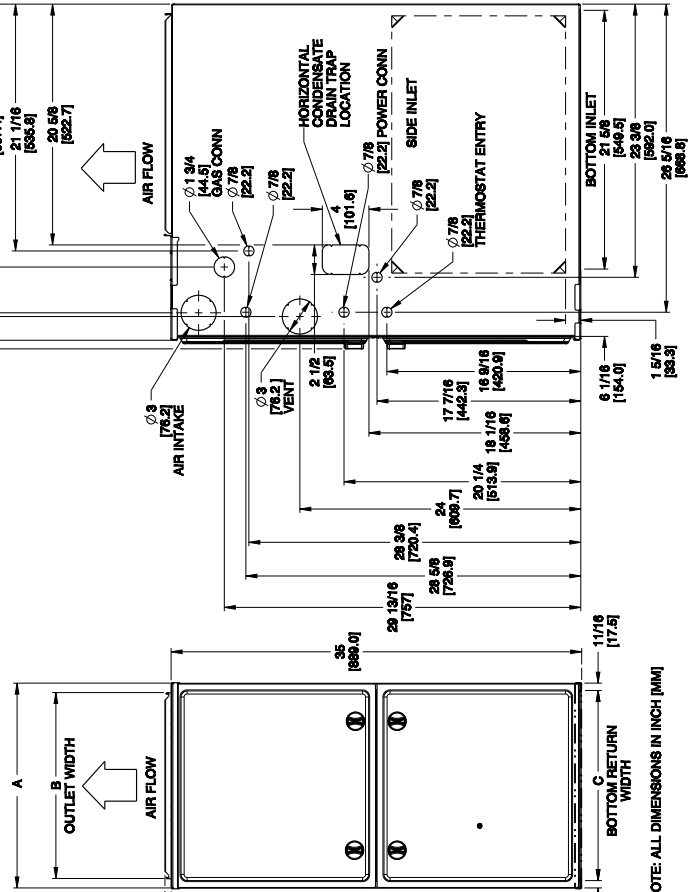 21 1/16
[535.8]
20 5/8
[522.7]
AIR FLOW
Ø 1 3/4
[44.5]
GAS CONN
Ø 7/8
[22.2]
Ø 7/8
[22.2]
HORIZONTAL
CONDENSATE
DRAIN TRAP
LOCATION
4
[101.6]
Ø 7/8
[22.2] POWER CONN
SIDE INLET
Ø 7/8
[22.2]
Ø 7/8
[22.2]
THERMOSTAT ENTRY
BOTTOM INLET
21 5/8
[549.5]
23 3/8
[592.0]
26 5/16
[668.8]
Ø 3
[76.2]
AIR INTAKE
Ø 3
[76.2]
VENT
2 1/2
[63.5]
16 9/16
[420.9]
17 7/16
[442.3]
18 1/16
[458.6]
20 1/4
[513.9]
24
[609.7]
28 3/8
[720.4]
28 5/8
[726.9]
29 13/16
[757]
6 1/16
[154.0]
1 5/16
[33.3]
A
B
OUTLET WIDTH
AIR FLOW
35
[889.0]
11/16
[17.5]
C
BOTTOM RETURN
WIDTH
OTE: ALL DIMENSIONS IN INCH [MM]